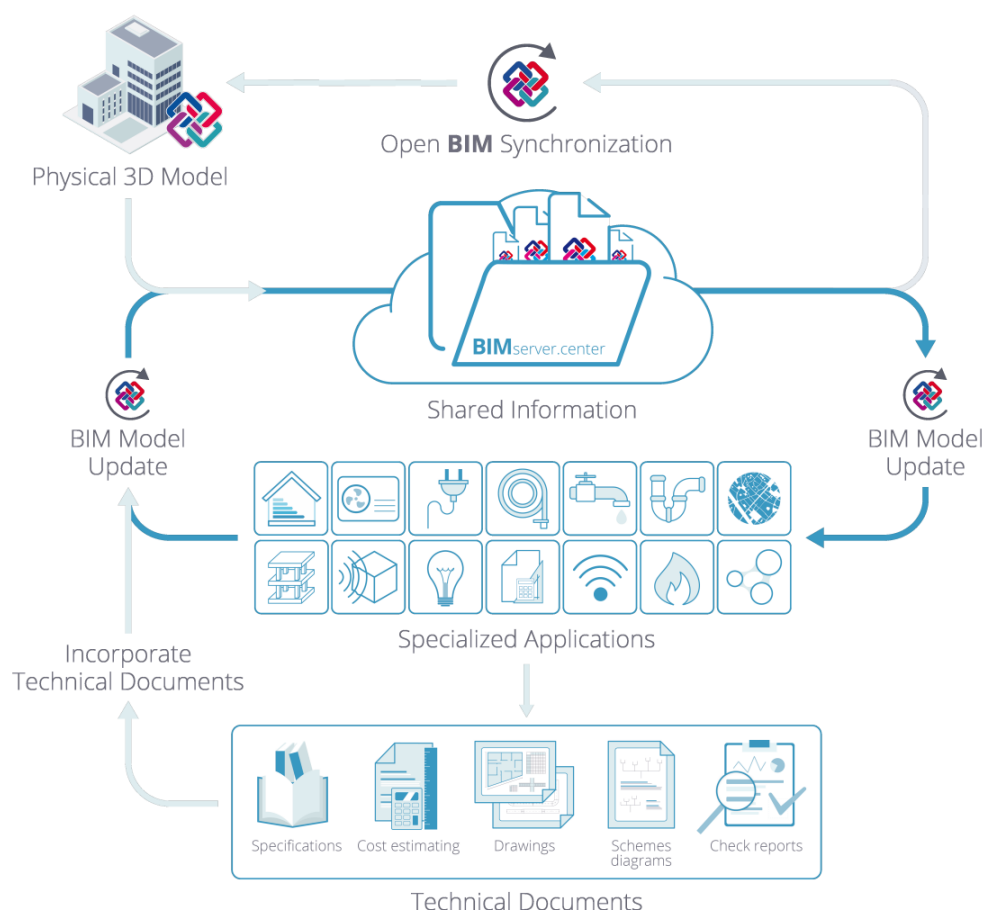 Open BIM Synchronization
Physical 3D Model
BIMserver.center
Shared Information
BIM Model
Update
BIM Model
Update
Specialized Applications
Incorporate
Technical Documents
Specifications
Cost estimating
Drawings
Schemes
diagrams
Check reports
Technical Documents